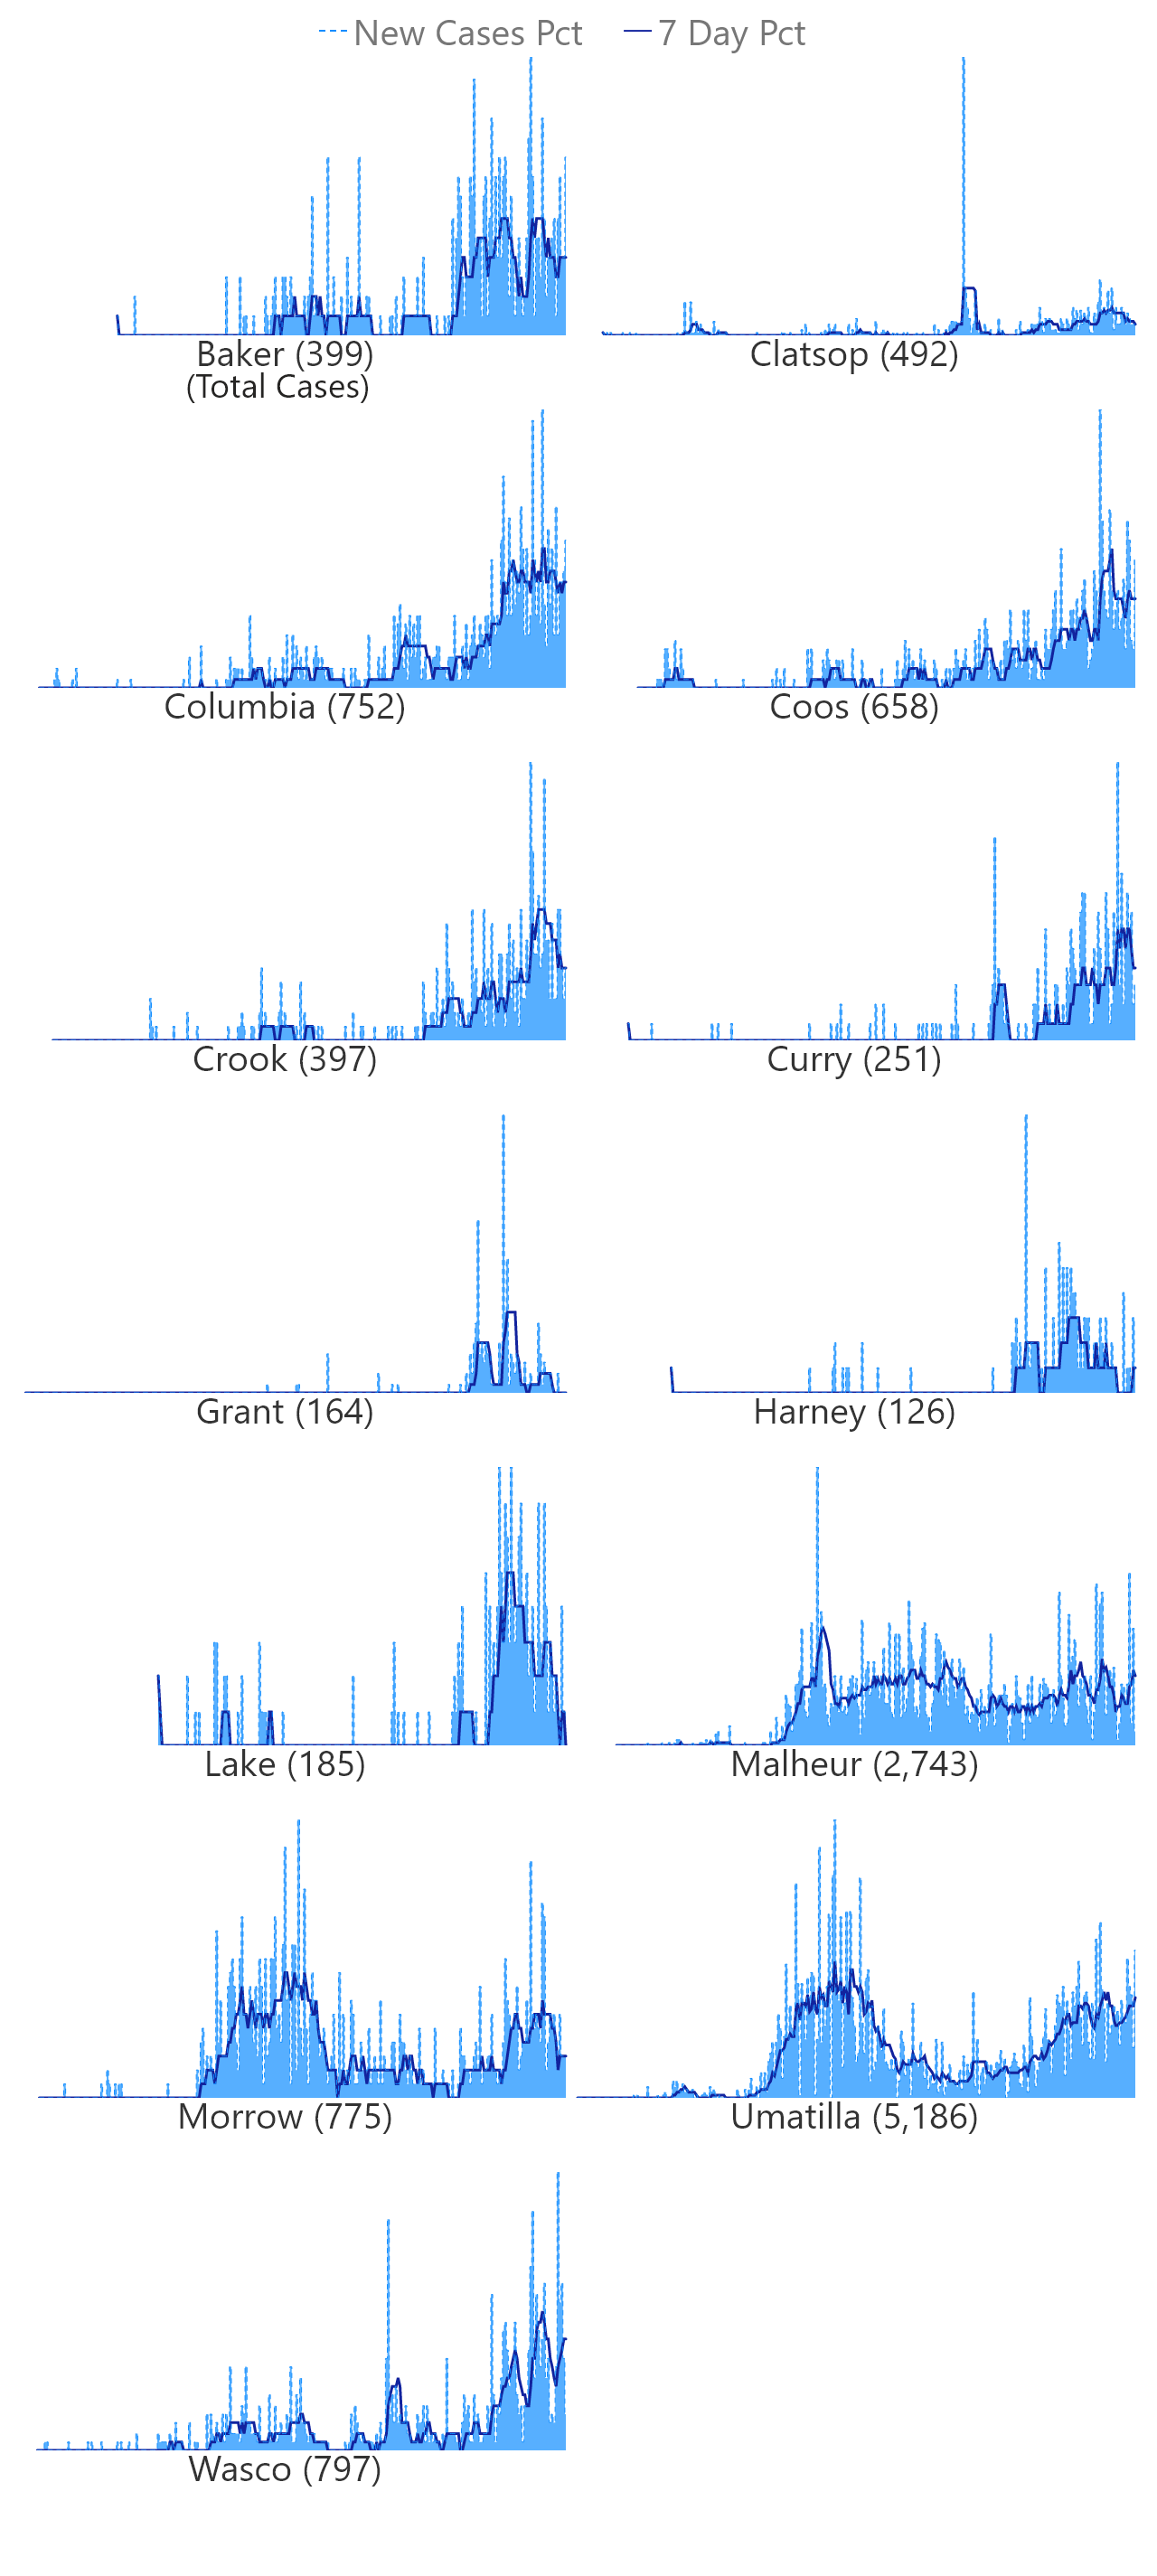 New Cases Pct 7 Day Pct
Baker (399) Clatsop (492)
(Total Cases)
Columbia (752) Coos (658)
Crook (397) Curry (251)
Grant (164) Harney (126)
Lake (185) Malheur (2,743)
Morrow (775) Umatilla (5,186)
Wasco (797)